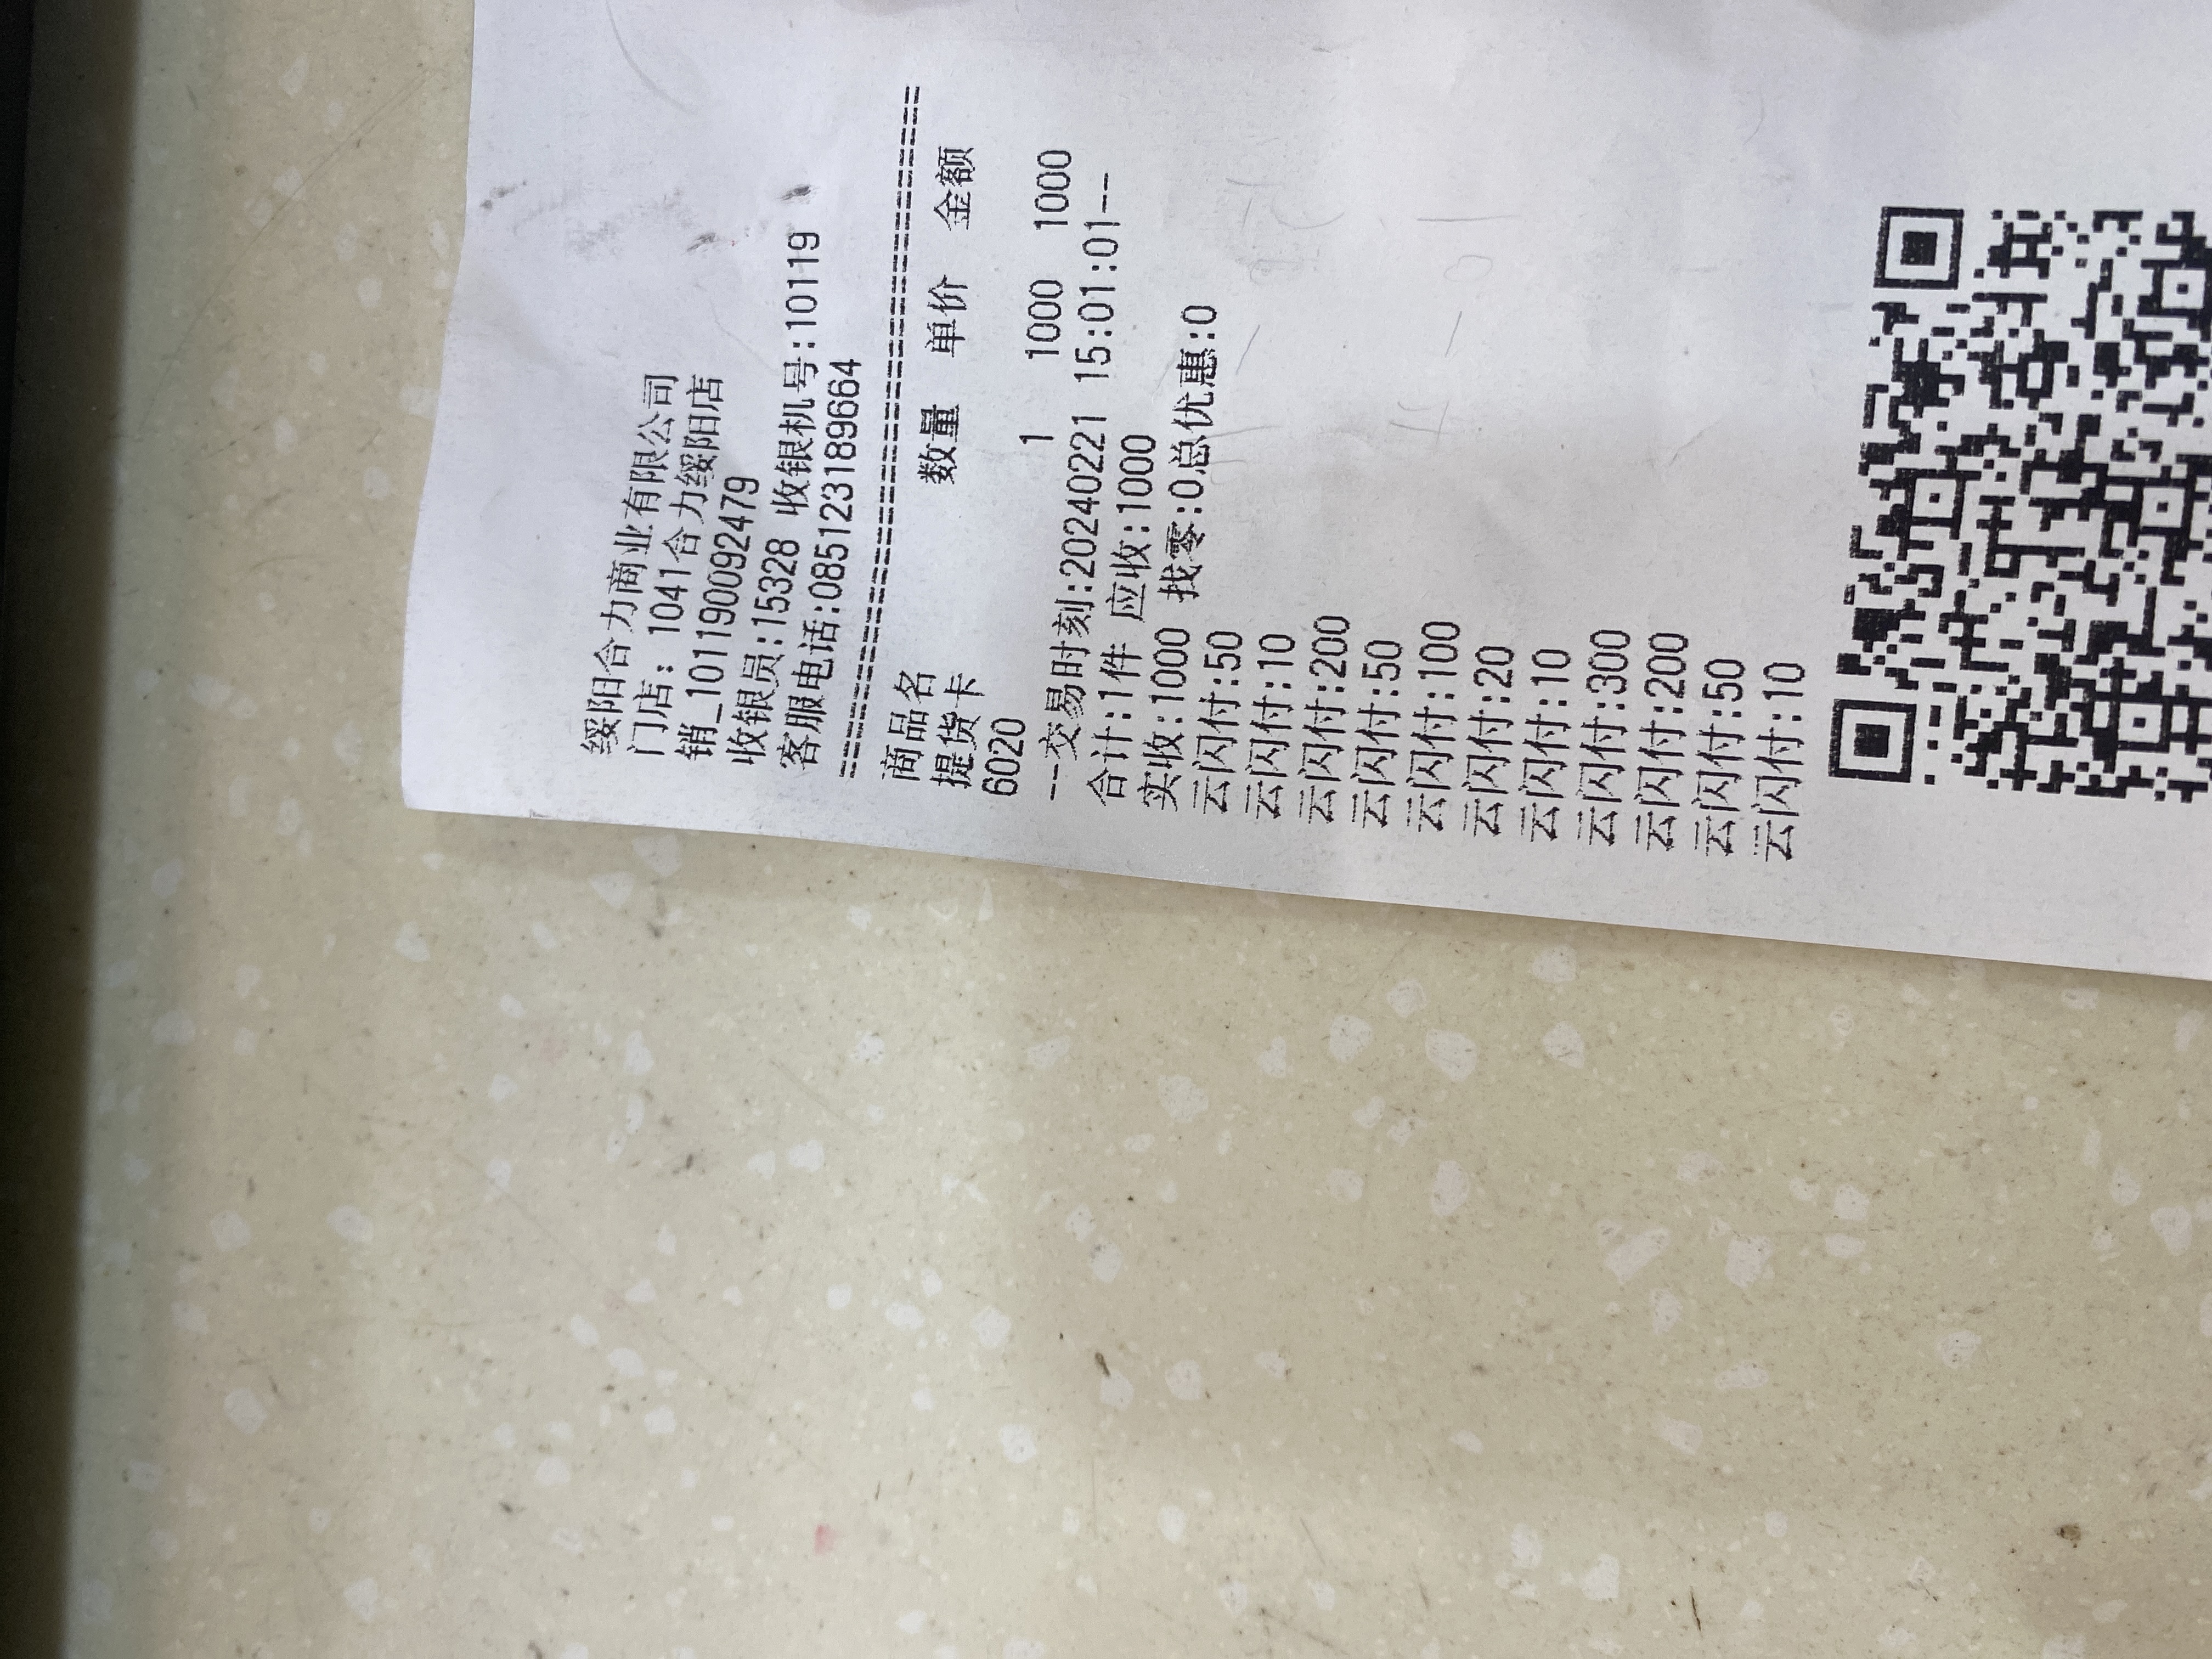 绥阳合力商业有限公司
门店: 1041合力绥阳店
销_101190092479
收银员:15328 收银机号:10119
客服电话:085123189664
================================
商品名 数量 单价 金额
提货卡
6020 1 1000 1000
--交易时刻:20240221 15:01:01--
合计:1件 应收:1000
实收:1000 找零:0总优惠:0
云闪付:50
云闪付:10
云闪付:200
云闪付:50
云闪付:100
云闪付:20
云闪付:10
云闪付:300
云闪付:200
云闪付:50
云闪付:10